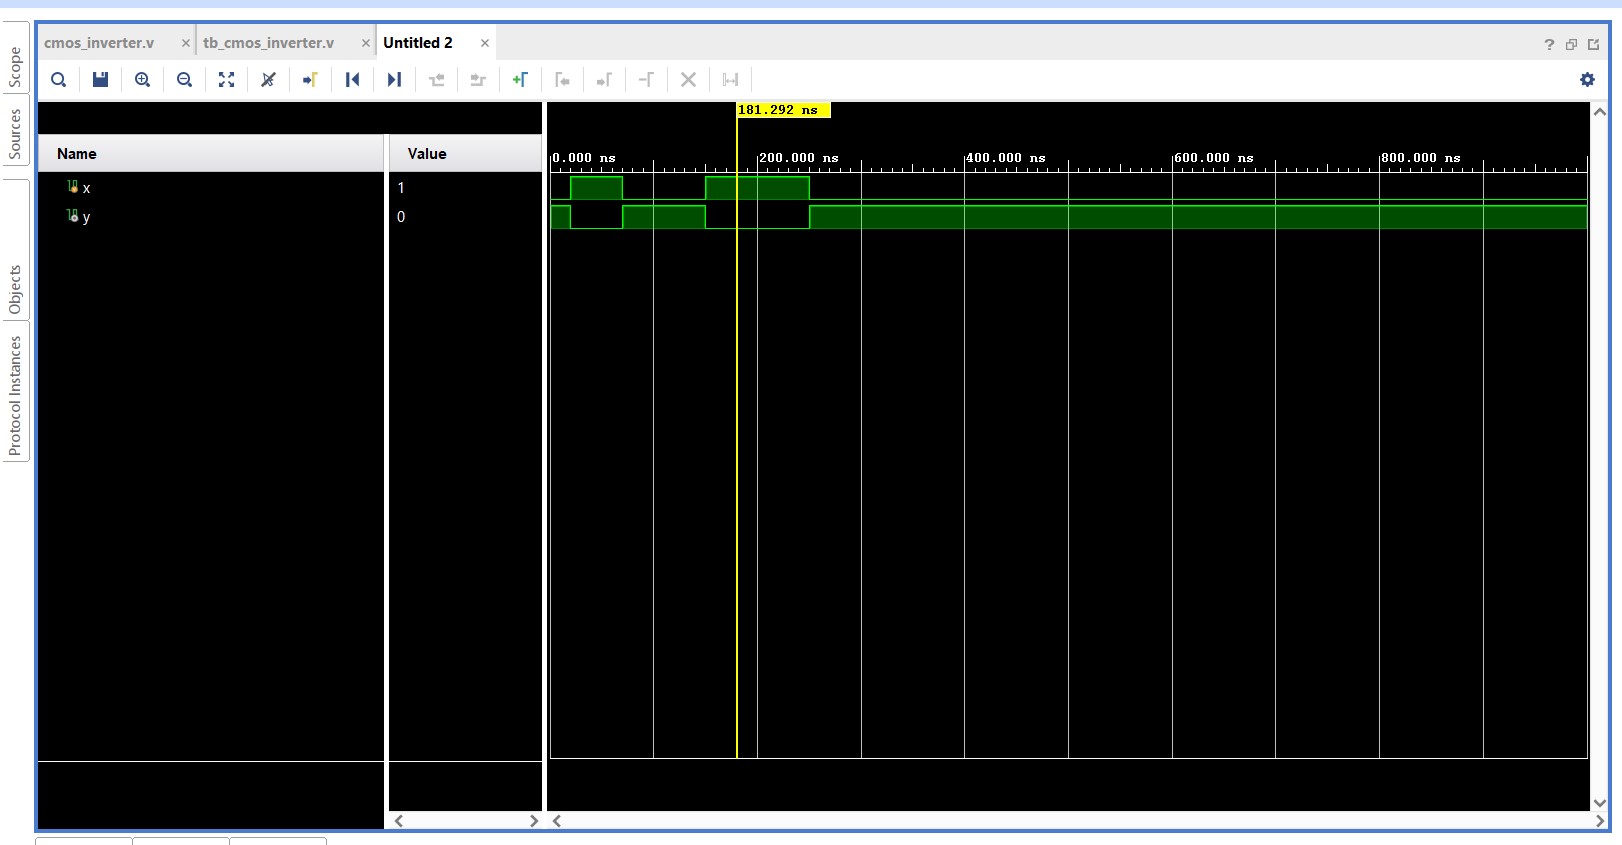 cmos_inverter.v × tb_cmos_inverter.v × Untitled 2 ×
?
Scope
Sources
Objects
Protocol Instances
181.292 ns
Name Value
0.000 ns 200.000 ns 400.000 ns 600.000 ns 800.000 ns
x 1
y 0